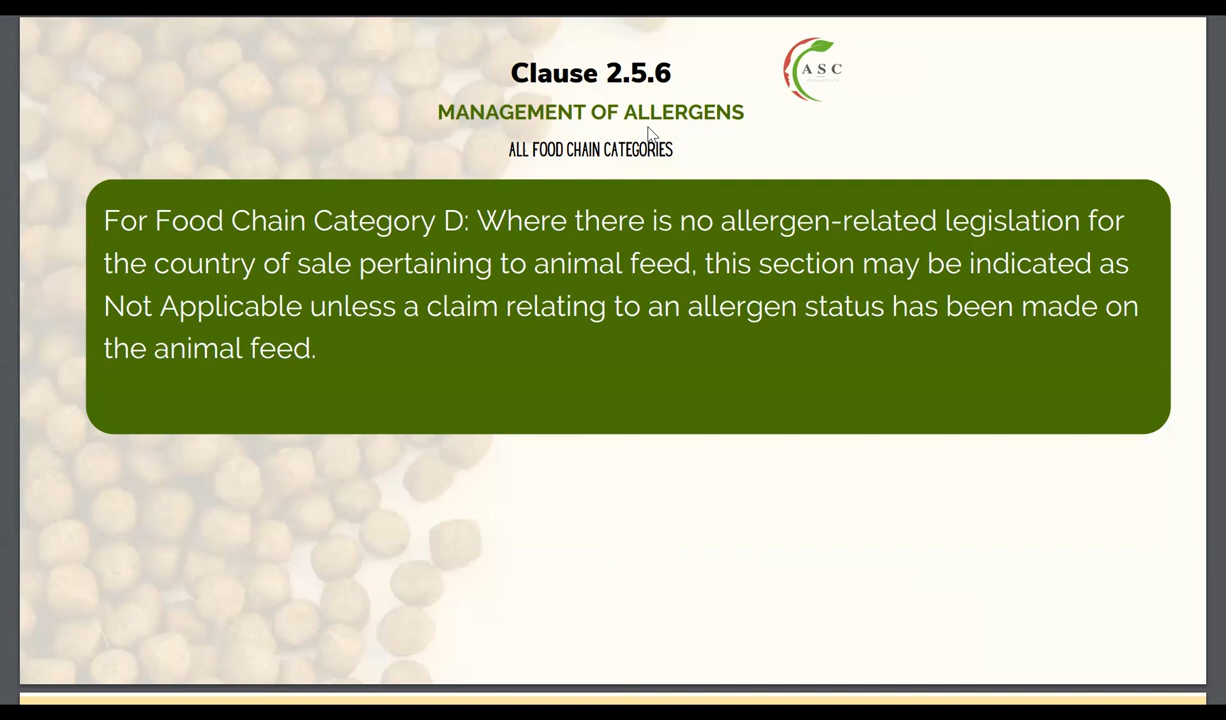 Clause 2.5.6
ASC
MANAGEMENT OF ALLERGENS
ALL FOOD CHAIN CATEGORIES
For Food Chain Category D: Where there is no allergen-related legislation for
the country of sale pertaining to animal feed, this section may be indicated as
Not Applicable unless a claim relating to an allergen status has been made on
the animal feed.